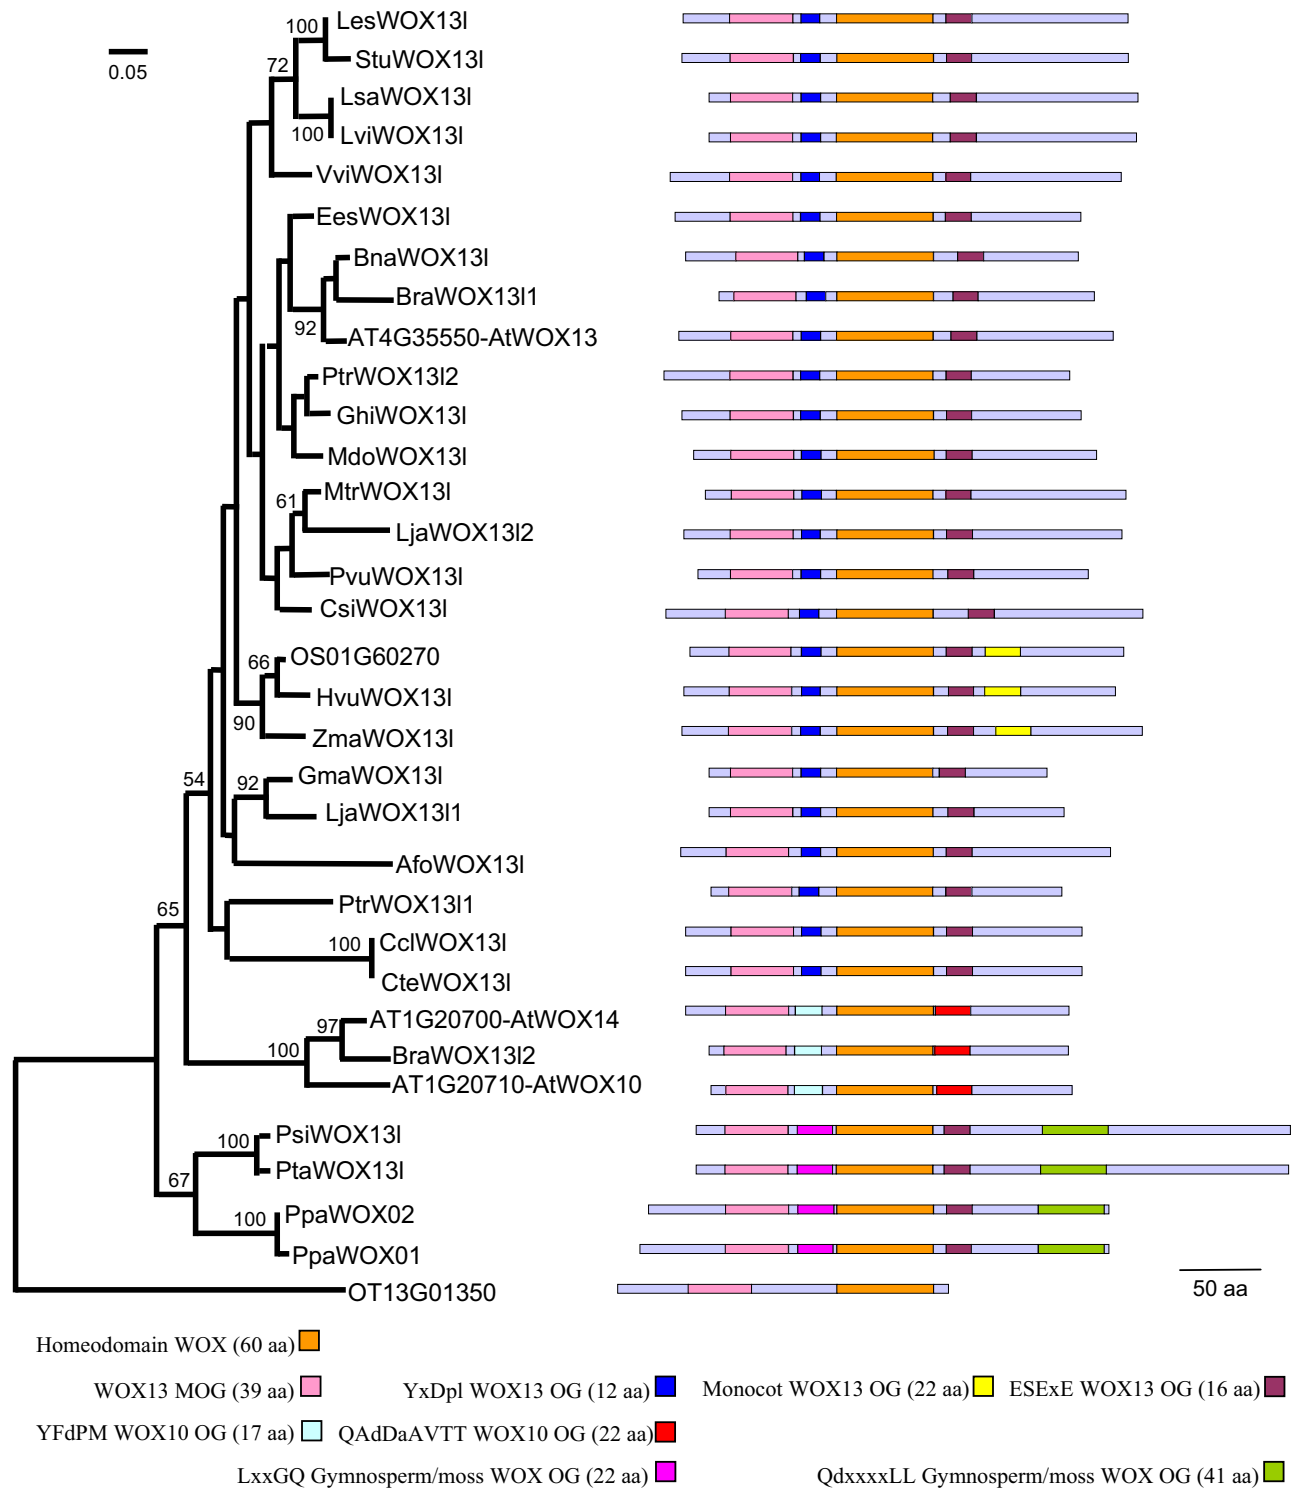 100
LesWOX13l
0.05
StuWOX13l
72
LsaWOX13l
100
LviWOX13l
VviWOX13l
EesWOX13l
BnaWOX13l
BraWOX13l1
92
AT4G35550-AtWOX13
PtrWOX13l2
GhiWOX13l
MdoWOX13l
61
MtrWOX13l
LjaWOX13l2
PvuWOX13l
CsiWOX13l
66
OS01G60270
HvuWOX13l
90
ZmaWOX13l
54
92
GmaWOX13l
LjaWOX13l1
AfoWOX13l
65
PtrWOX13l1
100
CclWOX13l
CteWOX13l
97
AT1G20700-AtWOX14
100
BraWOX13l2
AT1G20710-AtWOX10
100
PsiWOX13l
67
PtaWOX13l
100
PpaWOX02
PpaWOX01
OT13G01350
50 aa
Homeodomain WOX (60 aa)
WOX13 MOG (39 aa)
YxDpl WOX13 OG (12 aa)
Monocot WOX13 OG (22 aa)
ESExE WOX13 OG (16 aa)
YFdPM WOX10 OG (17 aa)
QAdDaAVTT WOX10 OG (22 aa)
LxxGQ Gymnosperm/moss WOX OG (22 aa)
QdxxxxLL Gymnosperm/moss WOX OG (41 aa)